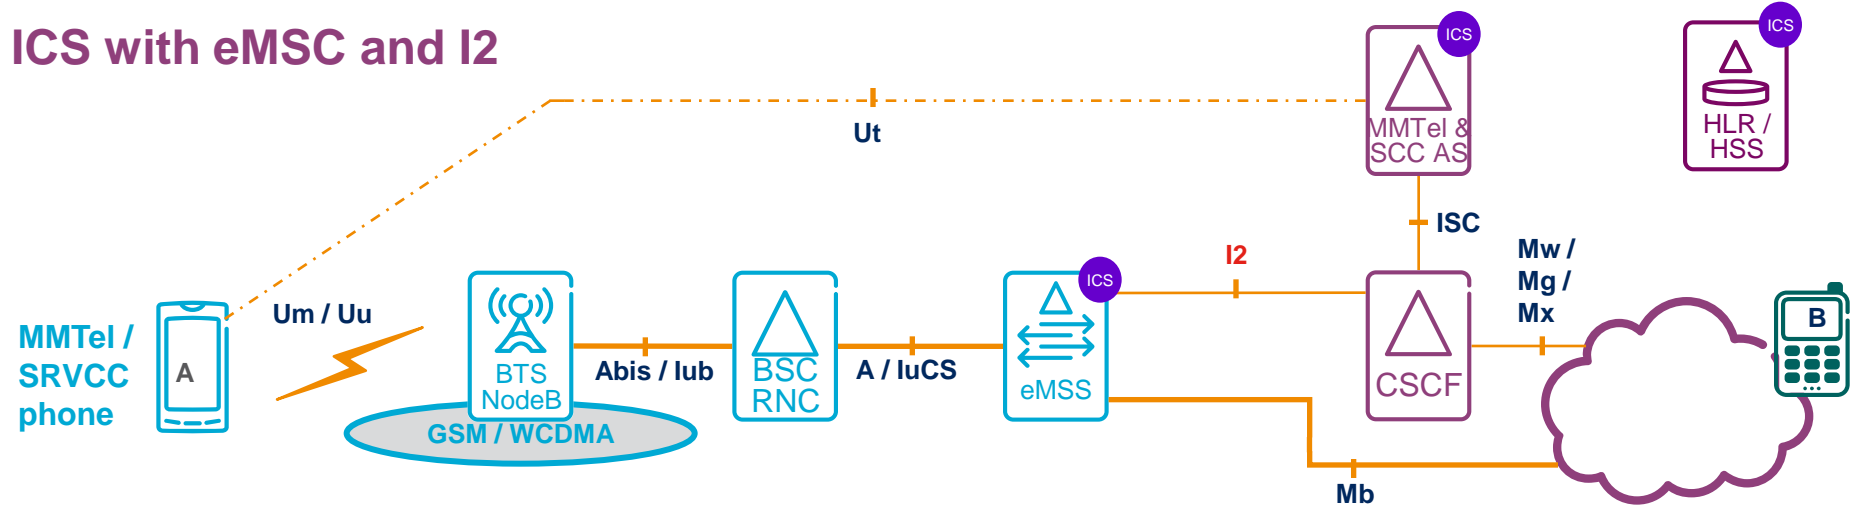 ICS with eMSC and I2
ICS
MMTel &
SCC AS
ICS
HLR /
HSS
Ut
ISC
Mw /
Mg /
Mx
I2
ICS
eMSS
CSCF
B
MMTel /
SRVCC
phone
A
Um / Uu
BTS
NodeB
GSM / WCDMA
Abis / Iub
BSC
RNC
A / IuCS
Mb